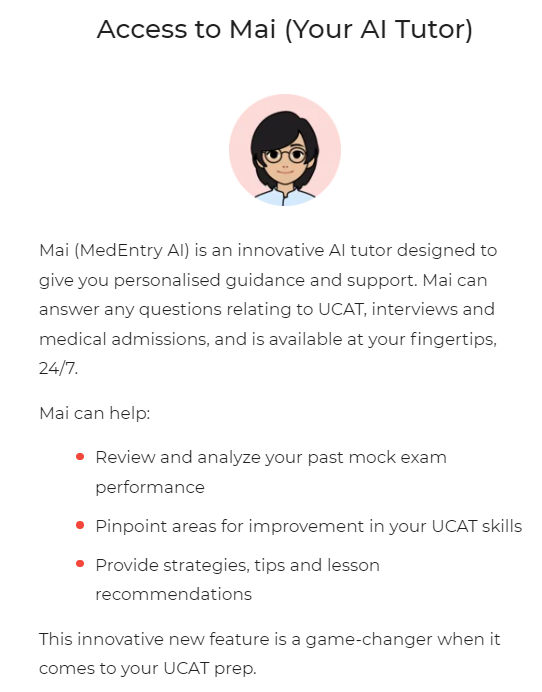 Access to Mai (Your AI Tutor)
Mai (MedEntry AI) is an innovative AI tutor designed to
give you personalised guidance and support. Mai can
answer any questions relating to UCAT, interviews and
medical admissions, and is available at your fingertips,
24/7.
Mai can help:
Review and analyze your past mock exam
performance
Pinpoint areas for improvement in your UCAT skills
Provide strategies, tips and lesson
recommendations
This innovative new feature is a game-changer when it
comes to your UCAT prep.